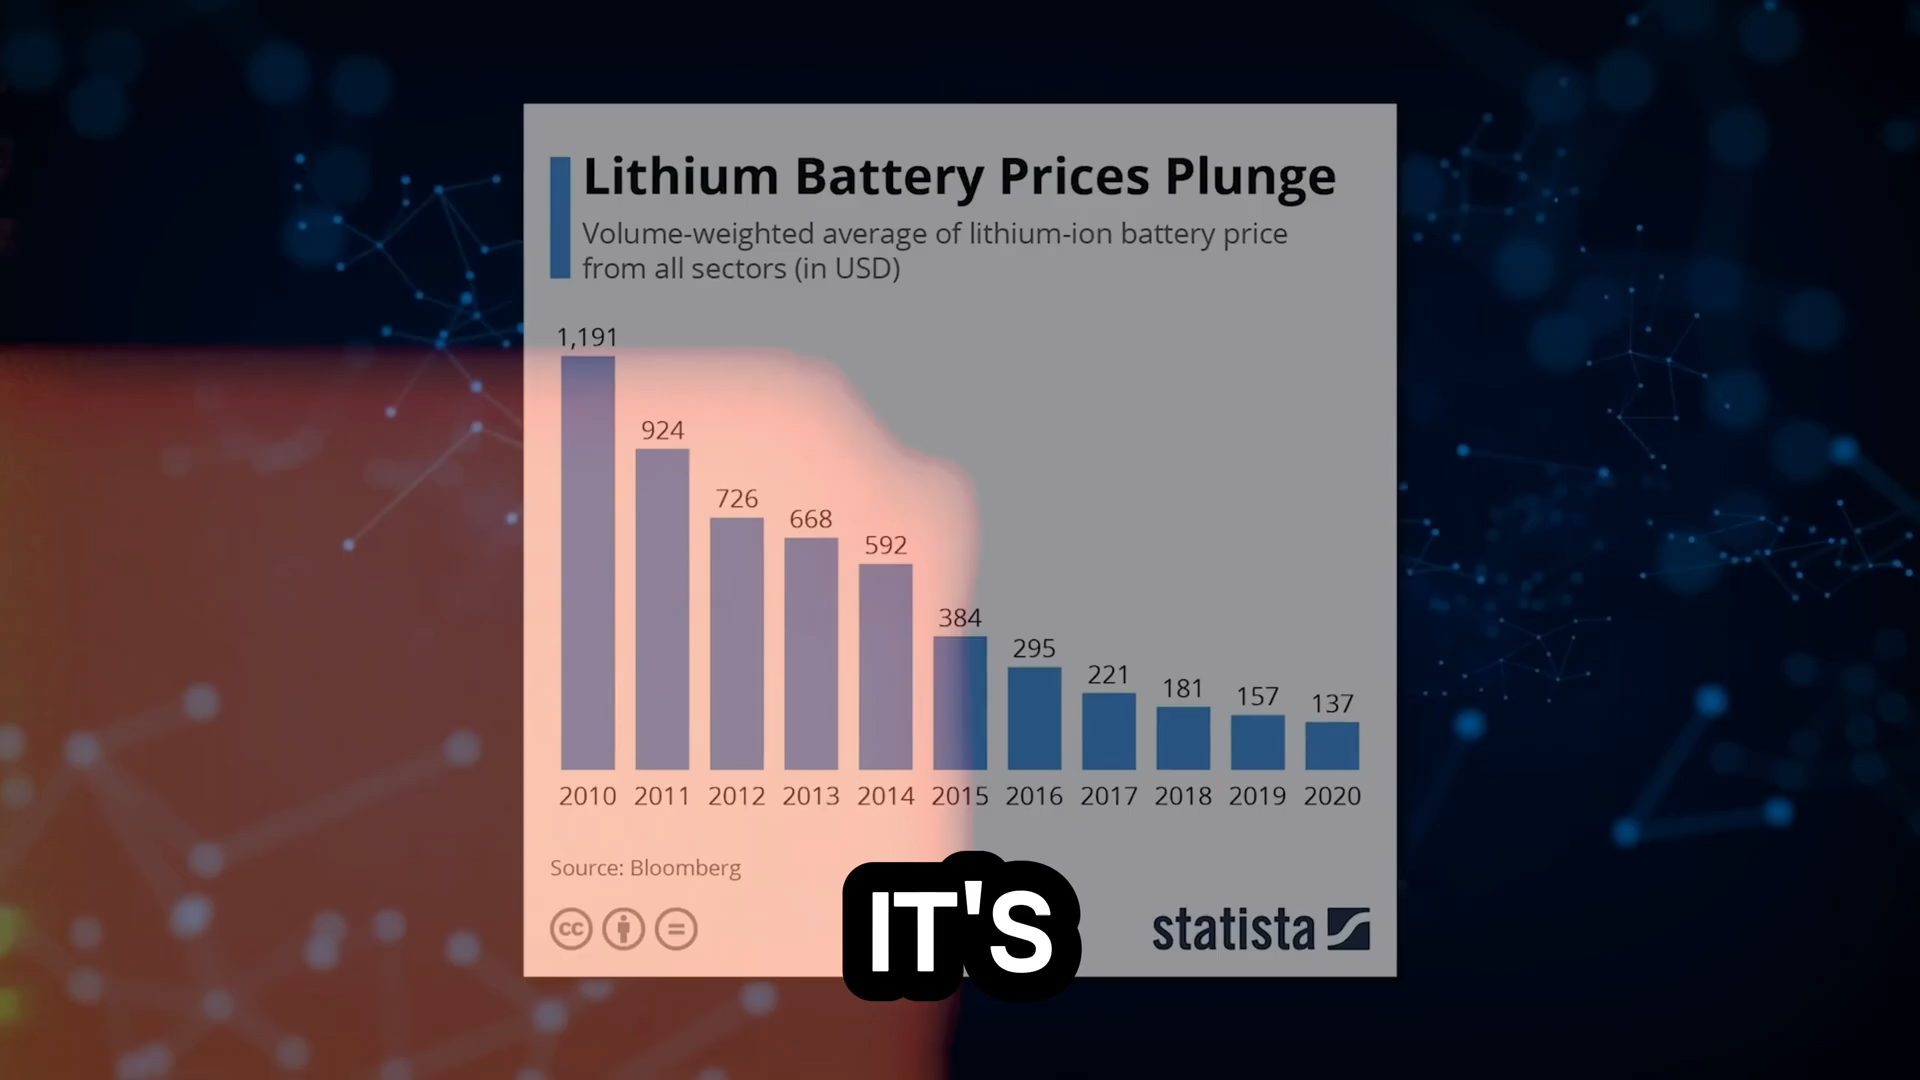 Lithium Battery Prices Plunge
Volume-weighted average of lithium-ion battery price
from all sectors (in USD)
1,191
924
726
668
592
384
295
221
181
157
137
2010 2011 2012 2013 2014 2015 2016 2017 2018 2019 2020
Source: Bloomberg
IT'S
cc
=
statista